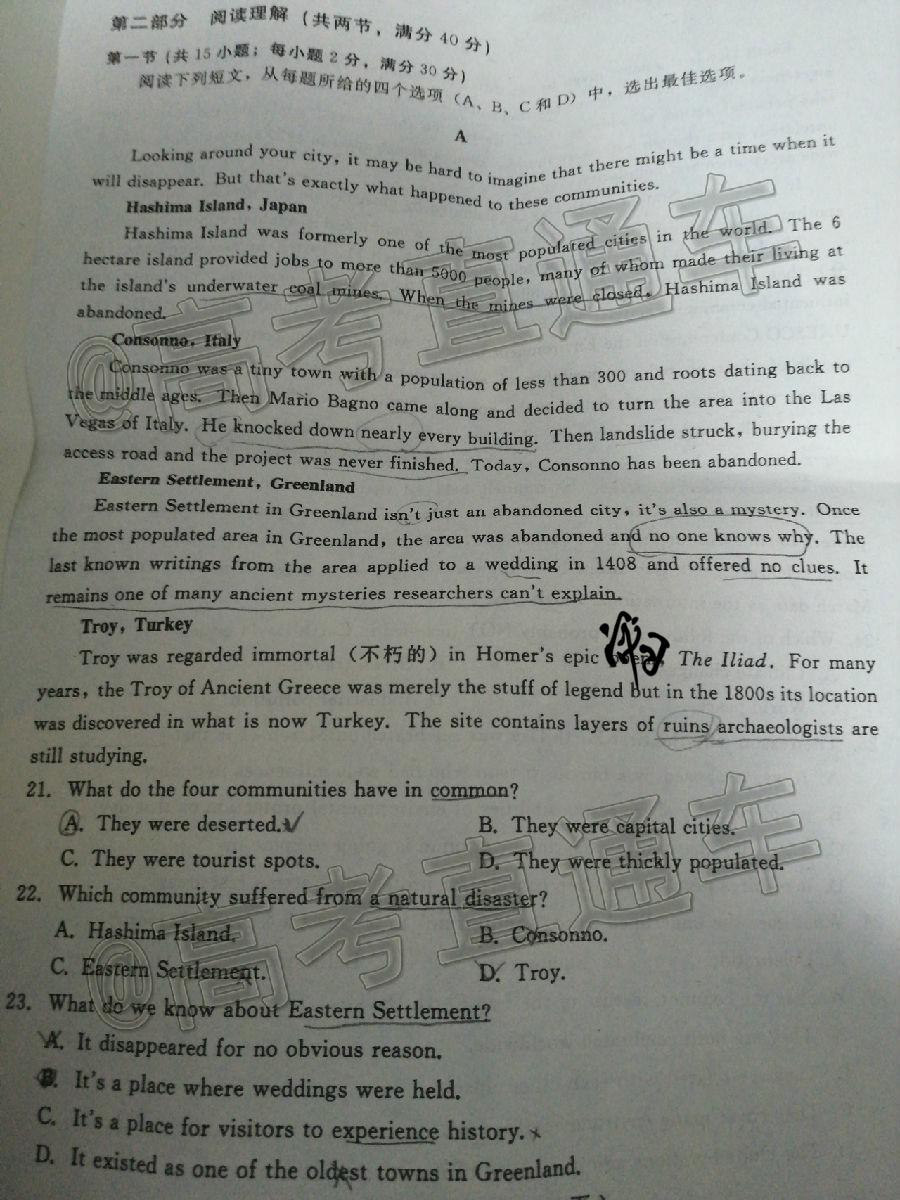 第二部分 阅读理解（共两节，满分 40 分）
第一节（共 15 小题；每小题 2 分，满分 30 分）
阅读下列短文，从每题所给的四个选项（A、B、C 和 D）中，选出最佳选项。
A
Looking around your city, it may be hard to imagine that there might be a time when it
will disappear. But that's exactly what happened to these communities.
Hashima Island, Japan
Hashima Island was formerly one of the most populated cities in the world. The 6
hectare island provided jobs to more than 5000 people, many of whom made their living at
the island's underwater coal mines. When the mines were closed, Hashima Island was
abandoned.
Consonno, Italy
Consonno was a tiny town with a population of less than 300 and roots dating back to
the middle ages. Then Mario Bagno came along and decided to turn the area into the Las
Vegas of Italy. He knocked down nearly every building. Then landslide struck, burying the
access road and the project was never finished. Today, Consonno has been abandoned.
Eastern Settlement, Greenland
Eastern Settlement in Greenland isn't just an abandoned city, it's also a mystery. Once
the most populated area in Greenland, the area was abandoned and no one knows why. The
last known writings from the area applied to a wedding in 1408 and offered no clues. It
remains one of many ancient mysteries researchers can't explain.
Troy, Turkey
Troy was regarded immortal（不朽的）in Homer's epic The Iliad. For many
years, the Troy of Ancient Greece was merely the stuff of legend but in the 1800s its location
was discovered in what is now Turkey. The site contains layers of ruins archaeologists are
still studying.
21. What do the four communities have in common?
A. They were deserted. B. They were capital cities.
C. They were tourist spots. D. They were thickly populated.
22. Which community suffered from a natural disaster?
A. Hashima Island. B. Consonno.
C. Eastern Settlement. D. Troy.
23. What do we know about Eastern Settlement?
A. It disappeared for no obvious reason.
B. It's a place where weddings were held.
C. It's a place for visitors to experience history.
D. It existed as one of the oldest towns in Greenland.
@高考直通车
@高考直通车